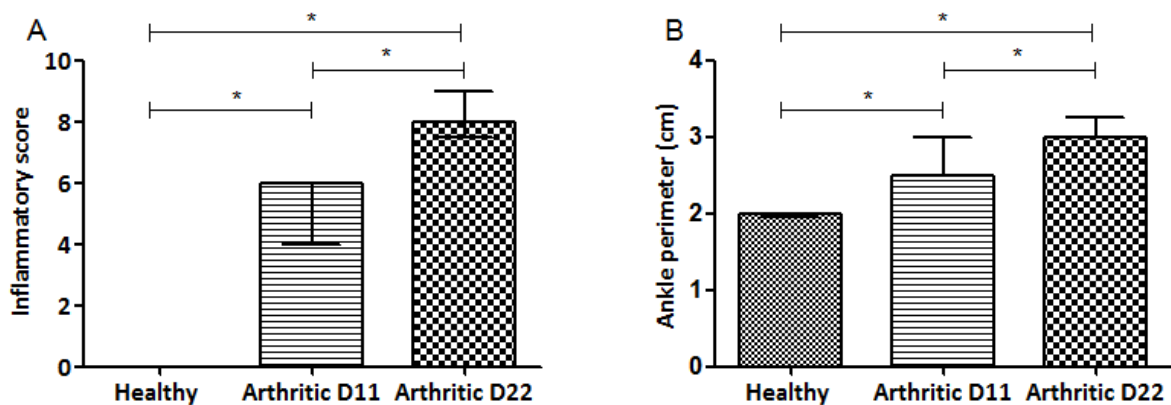 A
Inflammatory score
10
8
6
4
2
0
*
*
*
Healthy Arthritic D11 Arthritic D22
B
Ankle perimeter (cm)
4
3
2
1
0
*
*
*
Healthy Arthritic D11 Arthritic D22